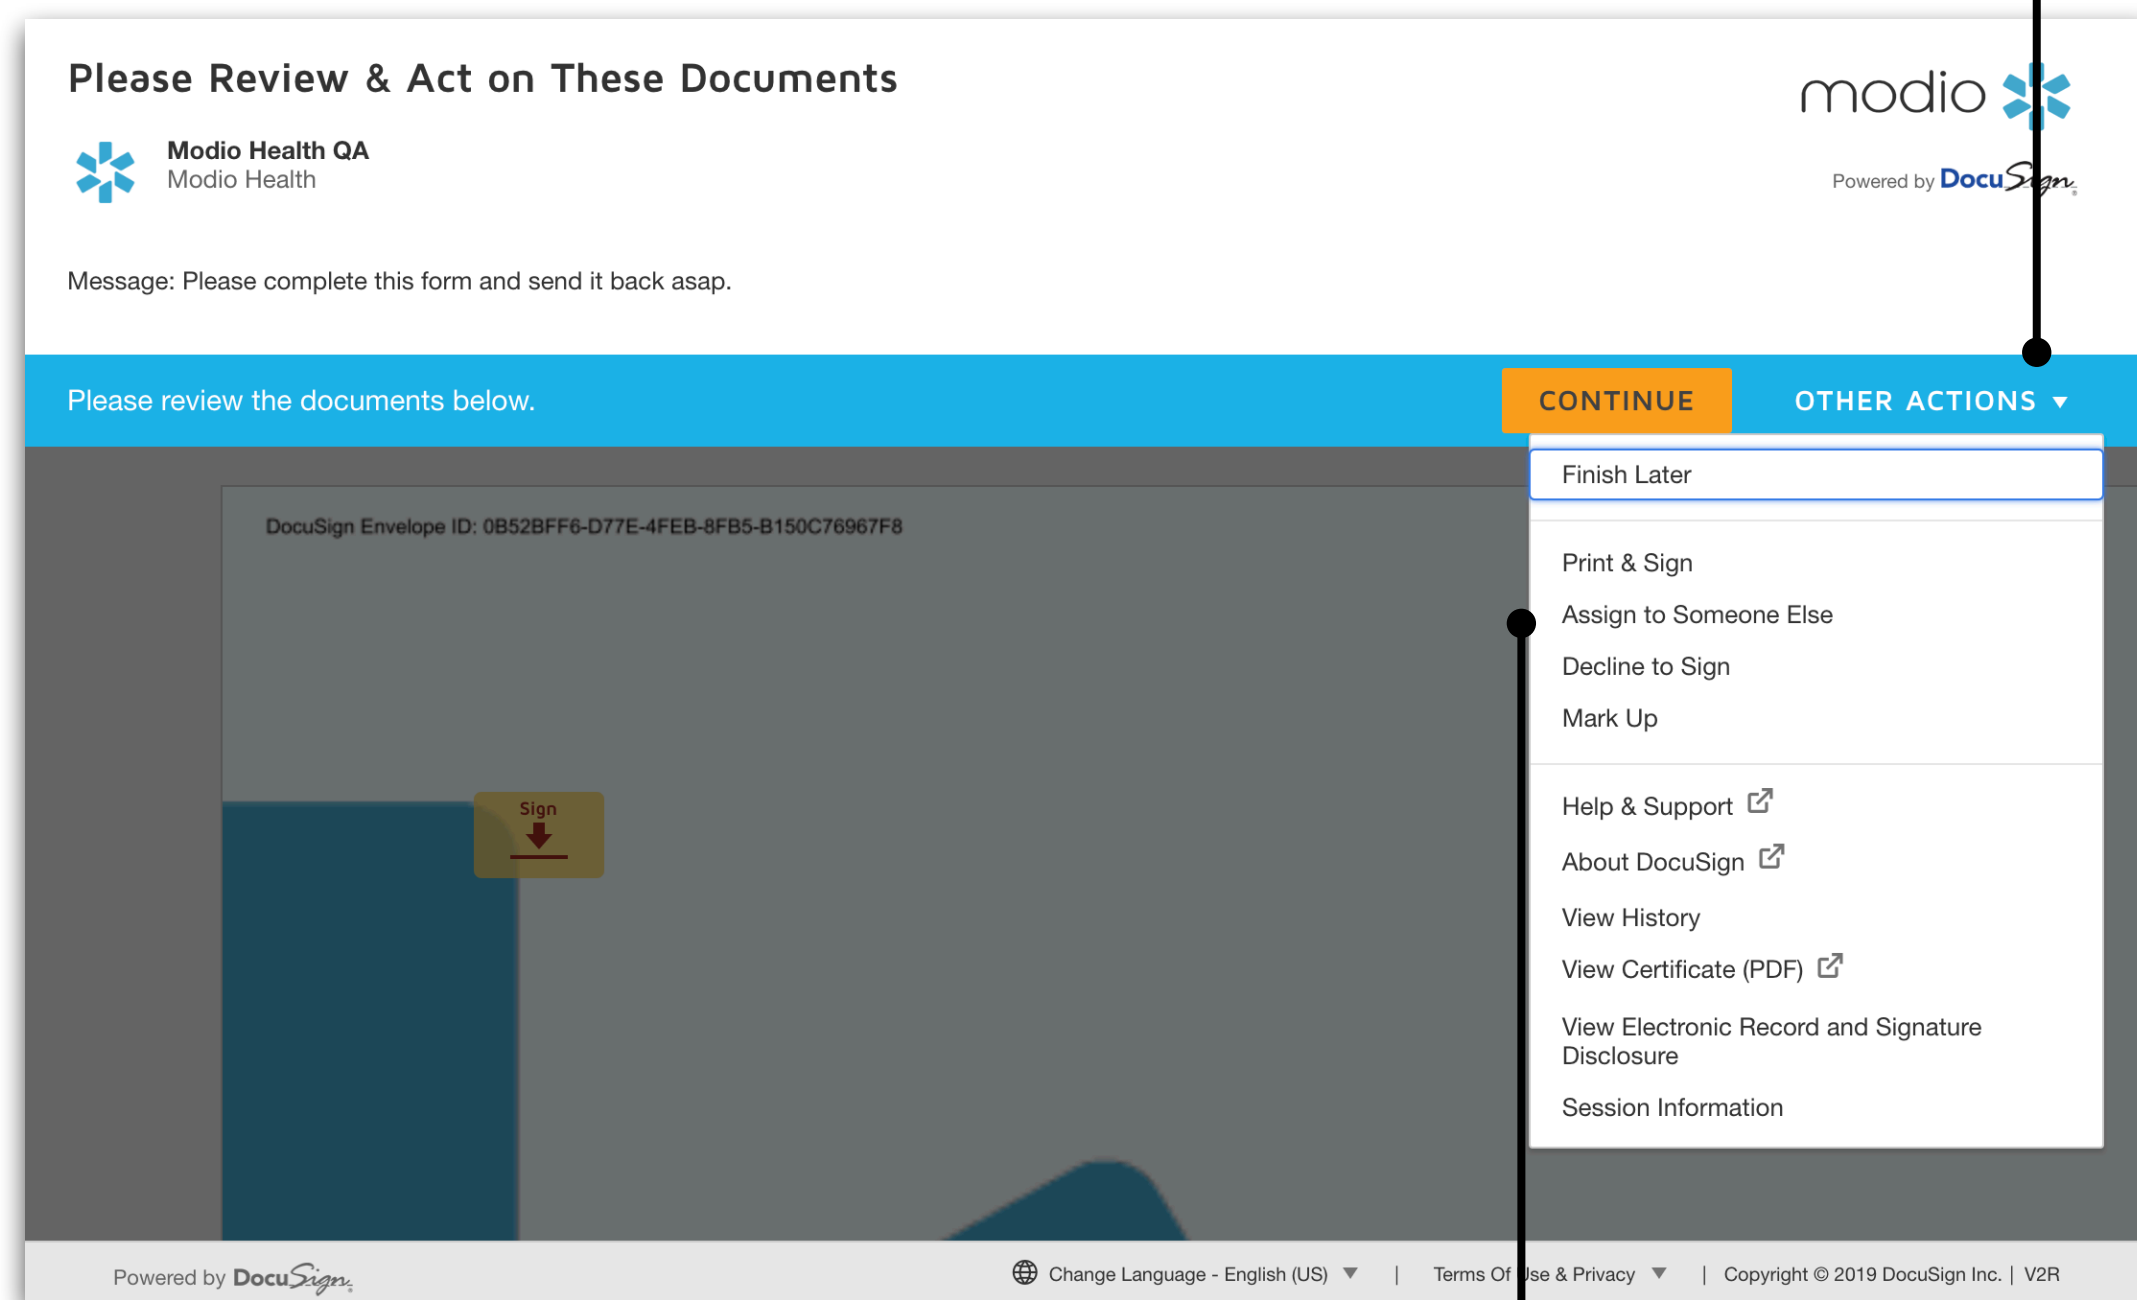 Please Review & Act on These Documents
modio
Modio Health QA
Modio Health
Powered by DocuSign
Message: Please complete this form and send it back asap.
Please review the documents below.
CONTINUE
OTHER ACTIONS
Finish Later
DocuSign Envelope ID: 0B52BFF6-D77E-4FEB-8FB5-B150C76967F8
Print & Sign
Assign to Someone Else
Decline to Sign
Mark Up
Sign
Help & Support
About DocuSign
View History
View Certificate (PDF)
View Electronic Record and Signature
Disclosure
Session Information
Powered by DocuSign
Change Language - English (US) | Terms Of Use & Privacy | Copyright © 2019 DocuSign Inc. | V2R